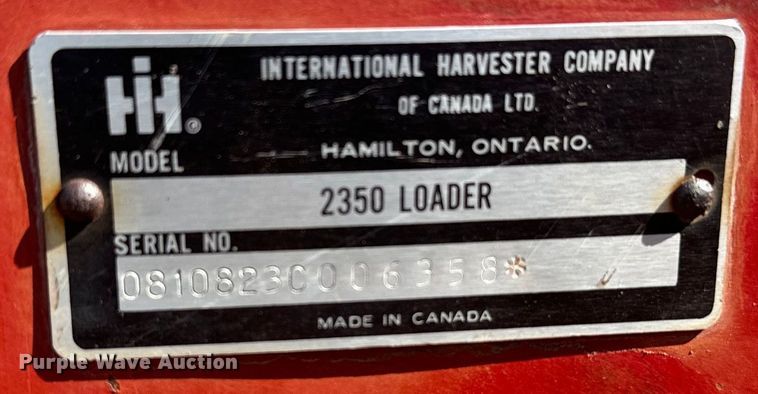 IH®
INTERNATIONAL HARVESTER COMPANY
OF CANADA LTD.
HAMILTON, ONTARIO.
MODEL
2350 LOADER
SERIAL NO.
0810823C006358*
MADE IN CANADA
Purple Wave Auction